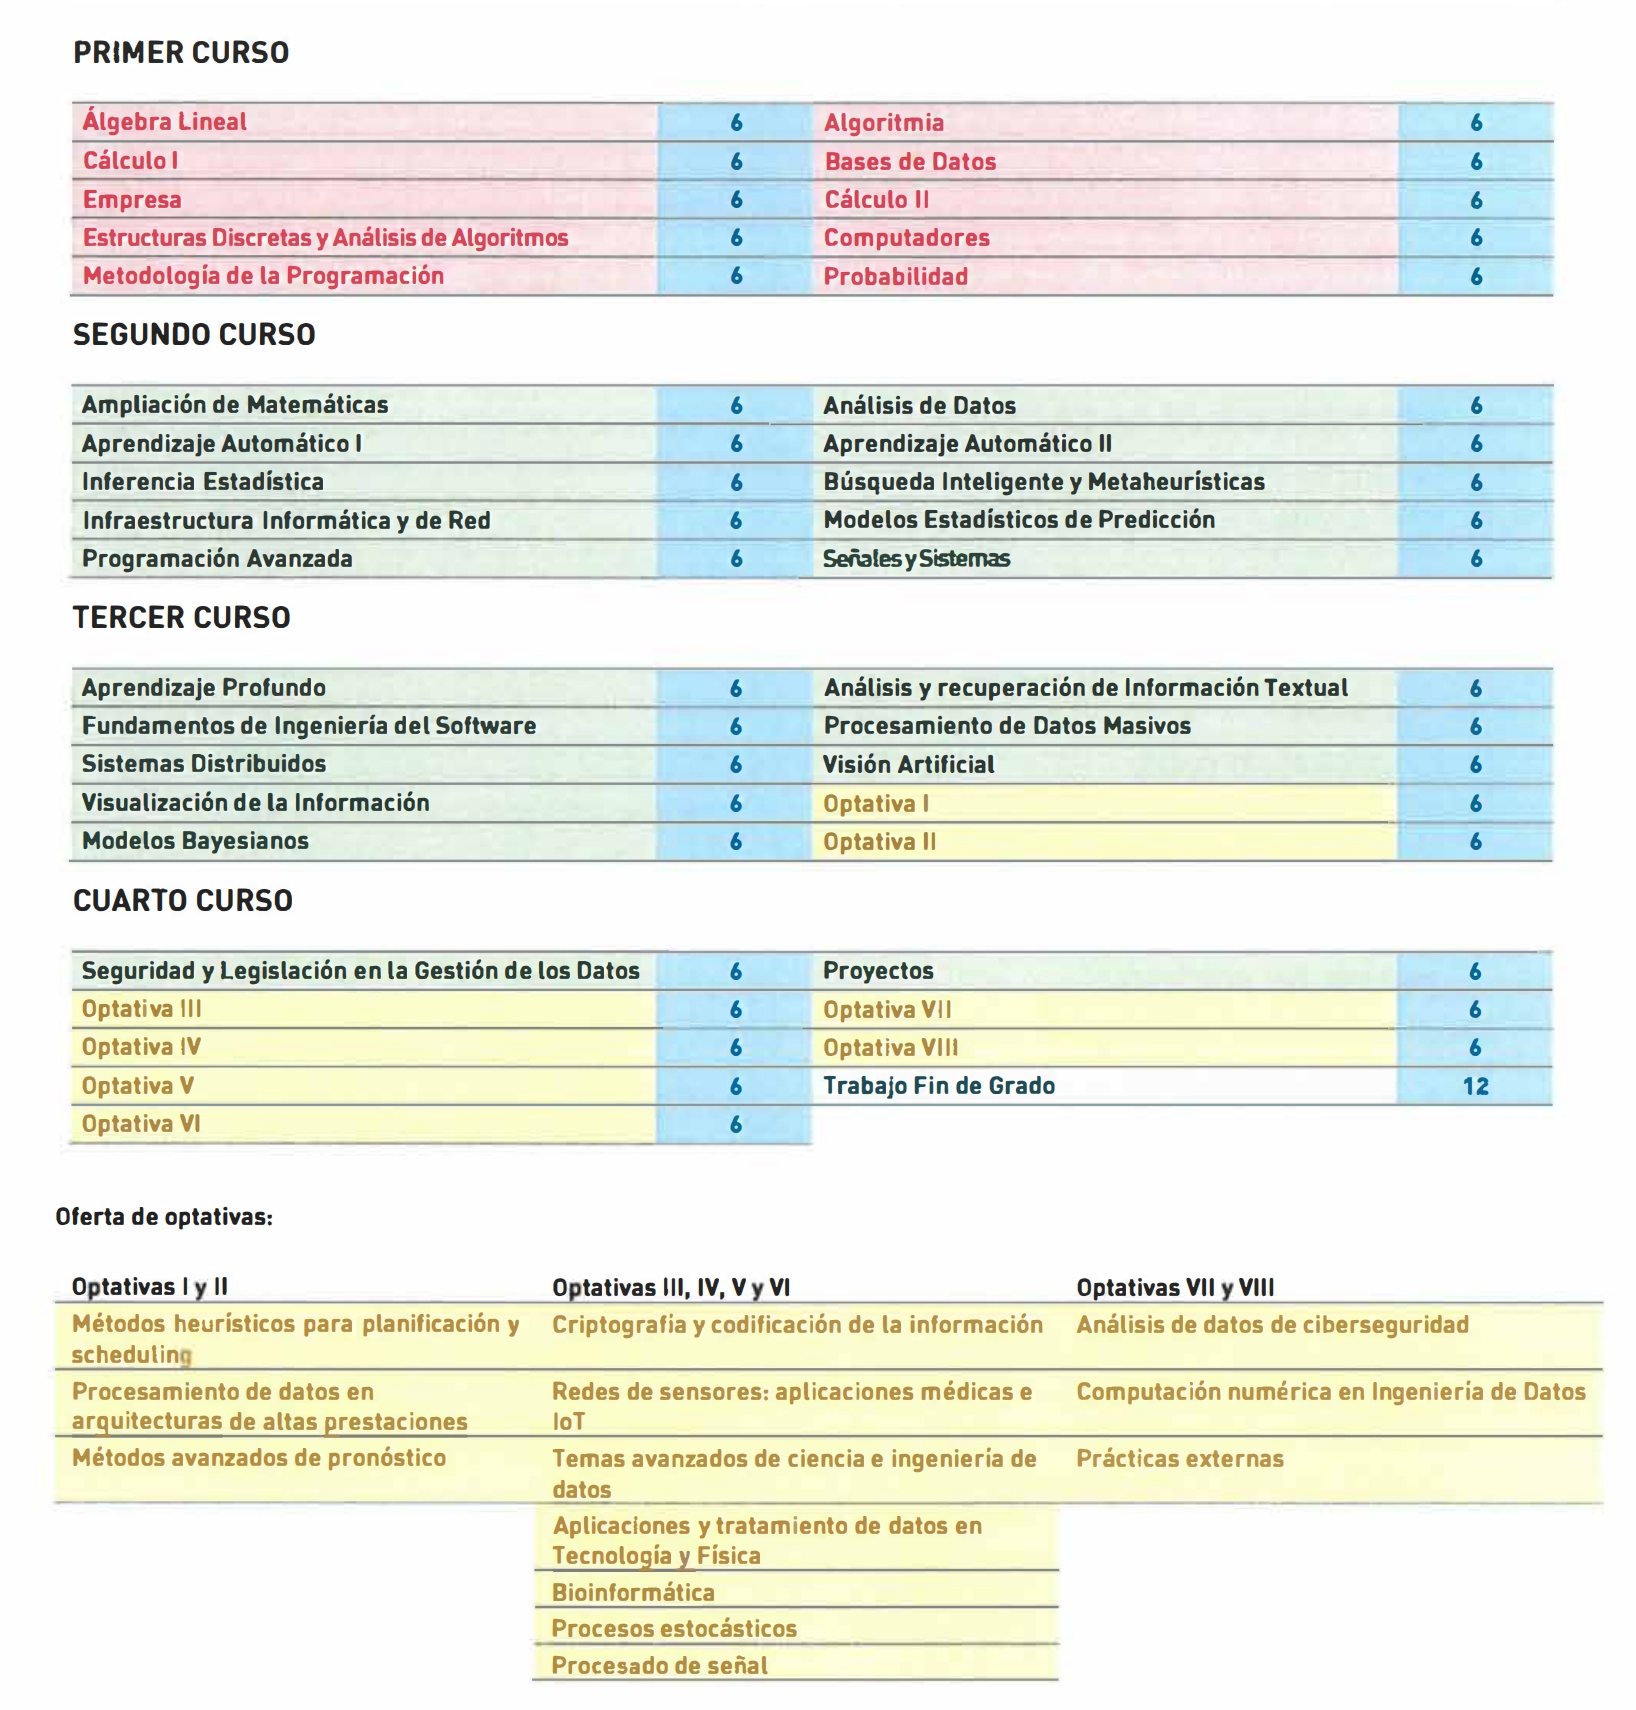 PRIMER CURSO
Álgebra Lineal 6 Algoritmia 6
Cálculo I 6 Bases de Datos 6
Empresa 6 Cálculo II 6
Estructuras Discretas y Análisis de Algoritmos 6 Computadores 6
Metodología de la Programación 6 Probabilidad 6
SEGUNDO CURSO
Ampliación de Matemáticas 6 Análisis de Datos 6
Aprendizaje Automático I 6 Aprendizaje Automático II 6
Inferencia Estadística 6 Búsqueda Inteligente y Metaheurísticas 6
Infraestructura Informática y de Red 6 Modelos Estadísticos de Predicción 6
Programación Avanzada 6 Señales y Sistemas 6
TERCER CURSO
Aprendizaje Profundo 6 Análisis y recuperación de Información Textual 6
Fundamentos de Ingeniería del Software 6 Procesamiento de Datos Masivos 6
Sistemas Distribuidos 6 Visión Artificial 6
Visualización de la Información 6 Optativa I 6
Modelos Bayesianos 6 Optativa II 6
CUARTO CURSO
Seguridad y Legislación en la Gestión de los Datos 6 Proyectos 6
Optativa III 6 Optativa VII 6
Optativa IV 6 Optativa VIII 6
Optativa V 6 Trabajo Fin de Grado 12
Optativa VI 6
Oferta de optativas:
Optativas I y II Optativas III, IV, V y VI Optativas VII y VIII
Métodos heurísticos para planificación y Criptografía y codificación de la información Análisis de datos de ciberseguridad
scheduling
Procesamiento de datos en Redes de sensores: aplicaciones médicas e Computación numérica en Ingeniería de Datos
arquitecturas de altas prestaciones IoT
Métodos avanzados de pronóstico Temas avanzados de ciencia e ingeniería de Prácticas externas
datos
Aplicaciones y tratamiento de datos en
Tecnología y Física
Bioinformática
Procesos estocásticos
Procesado de señal